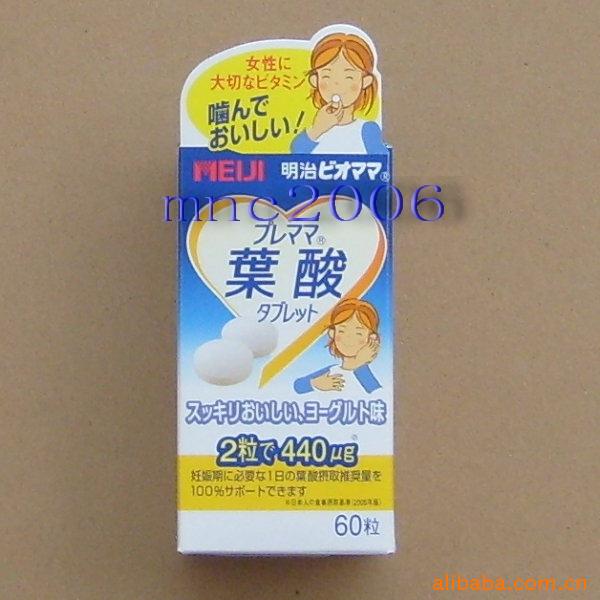 女性に
大切なビタミン
噛んで
おいしい!
MEIJI 明治ビオママ®
mnc2006
プレママ®
葉酸
タブレット
スッキリおいしい、ヨーグルト味
2粒で440μg※
妊娠期に必要な1日の葉酸摂取推奨量を
100%サポートできます
※日本人の食事摂取基準(2005年版)
60粒
alibaba.com.cn